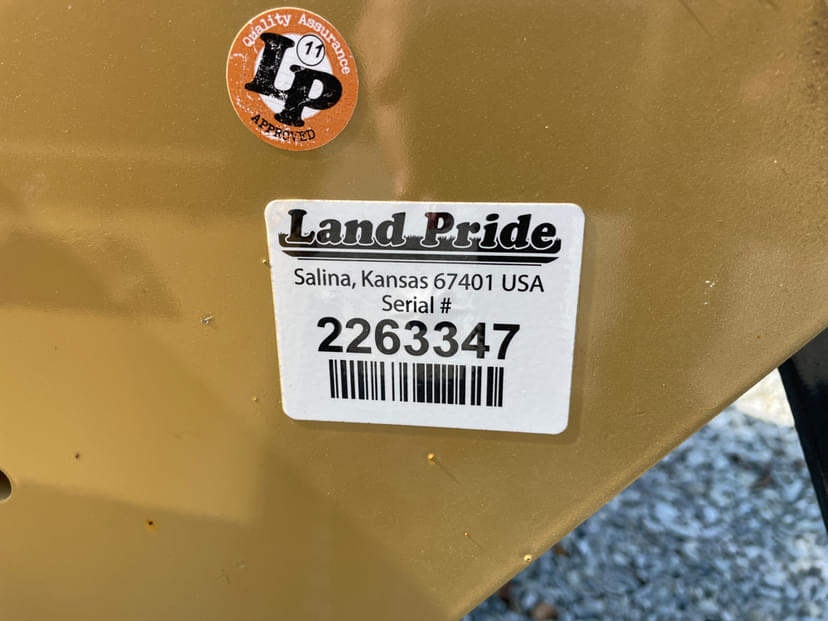 Quality Assurance
11
LP
APPROVED
Land Pride
Salina, Kansas 67401 USA
Serial #
2263347